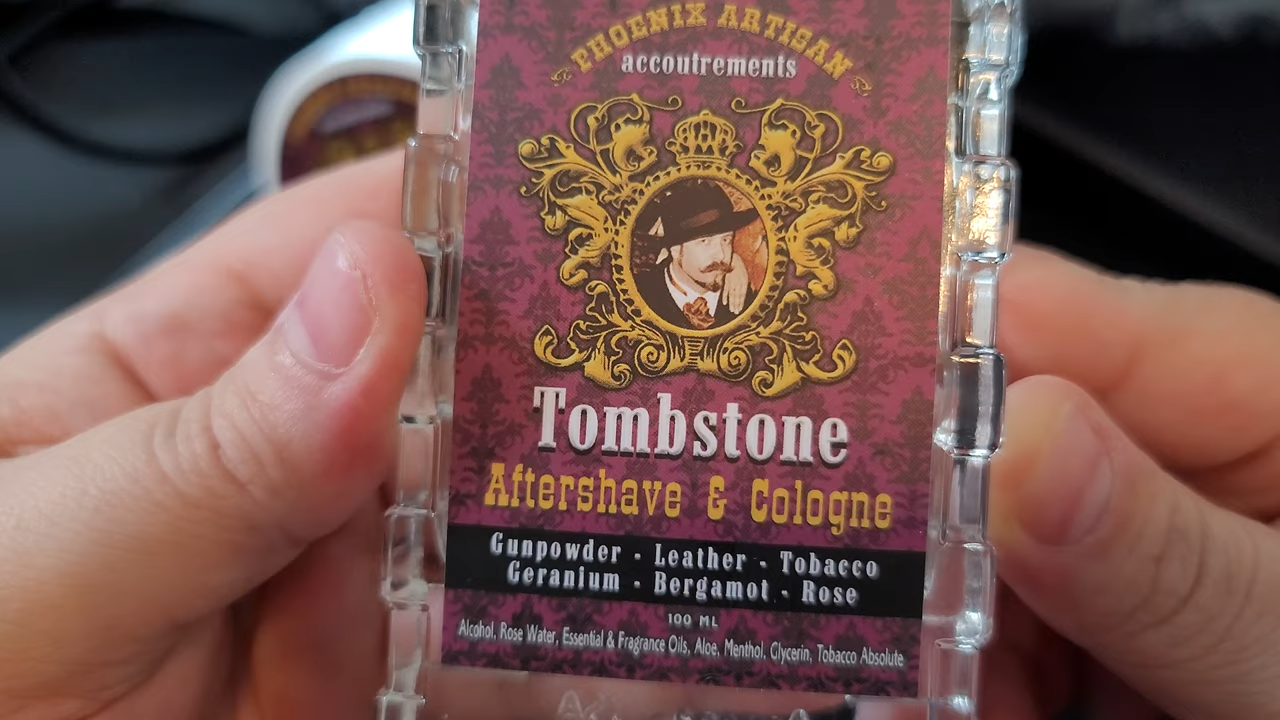 PHOENIX ARTISAN
accoutrements
Tombstone
Aftershave & Cologne
Gunpowder - Leather - Tobacco
Geranium - Bergamot - Rose
100 ML
Alcohol, Rose Water, Essential & Fragrance Oils, Aloe, Menthol, Glycerin, Tobacco Absolute